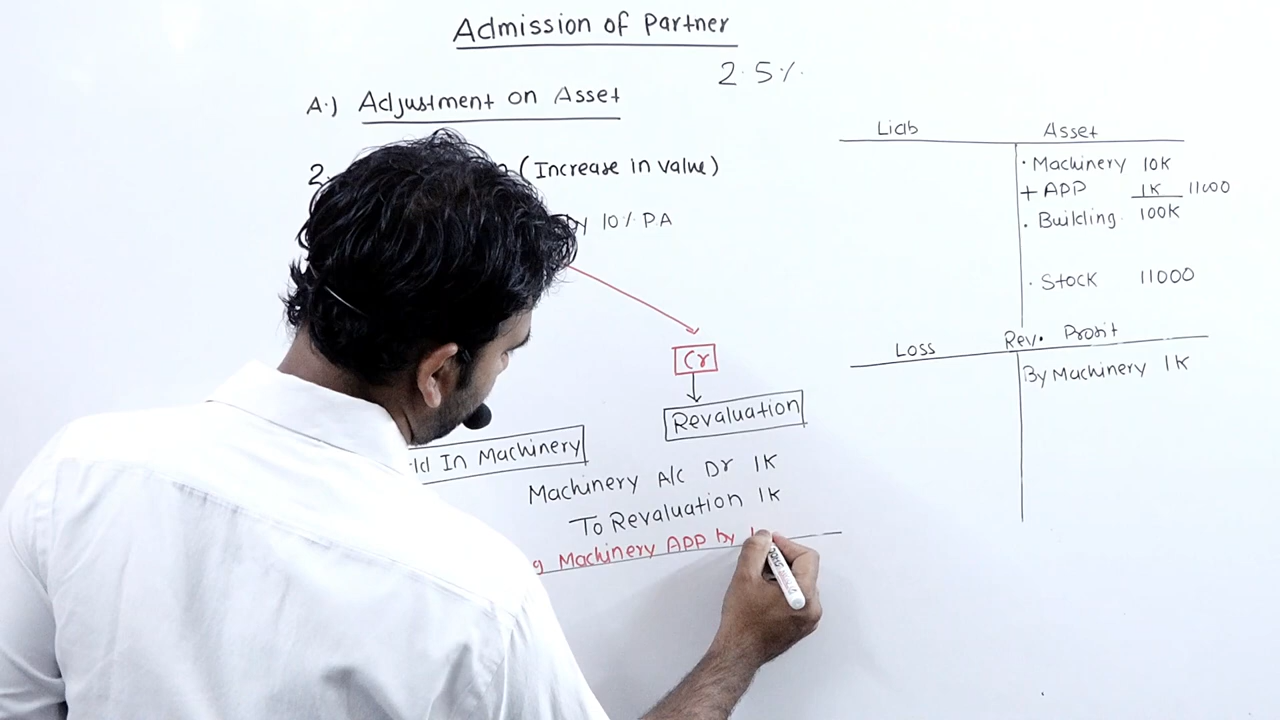 Admission of Partner
2.5%
A.) Adjustment on Asset
2. (Increase in value)
by 10% PA
Cr
Revaluation
In Machinery
Machinery A/c Dr 1K
To Revaluation 1K
Machinery APP by
Liab Asset
· Machinery 10K
+ APP 1K 11000
· Building. 100K
· Stock 11000
Rev.
Loss Profit
By Machinery 1K